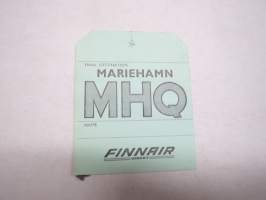 FINAL DESTINATION
MARIEHAMN
MHQ
ROUTE
FINNAIR